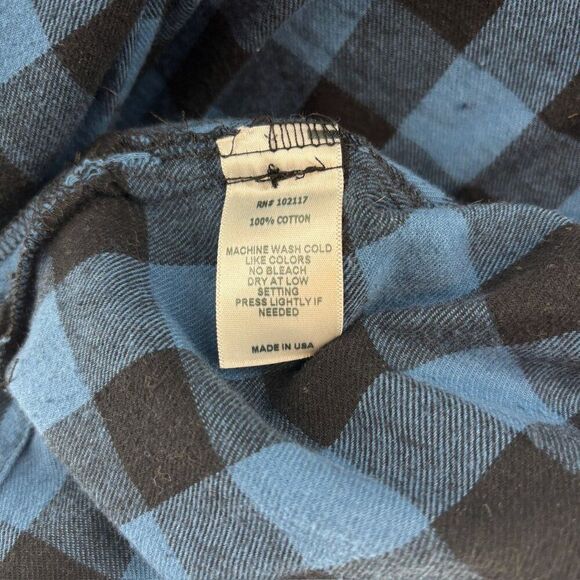 RN# 102117
100% COTTON
MACHINE WASH COLD
LIKE COLORS
NO BLEACH
DRY AT LOW
SETTING
PRESS LIGHTLY IF
NEEDED
MADE IN USA